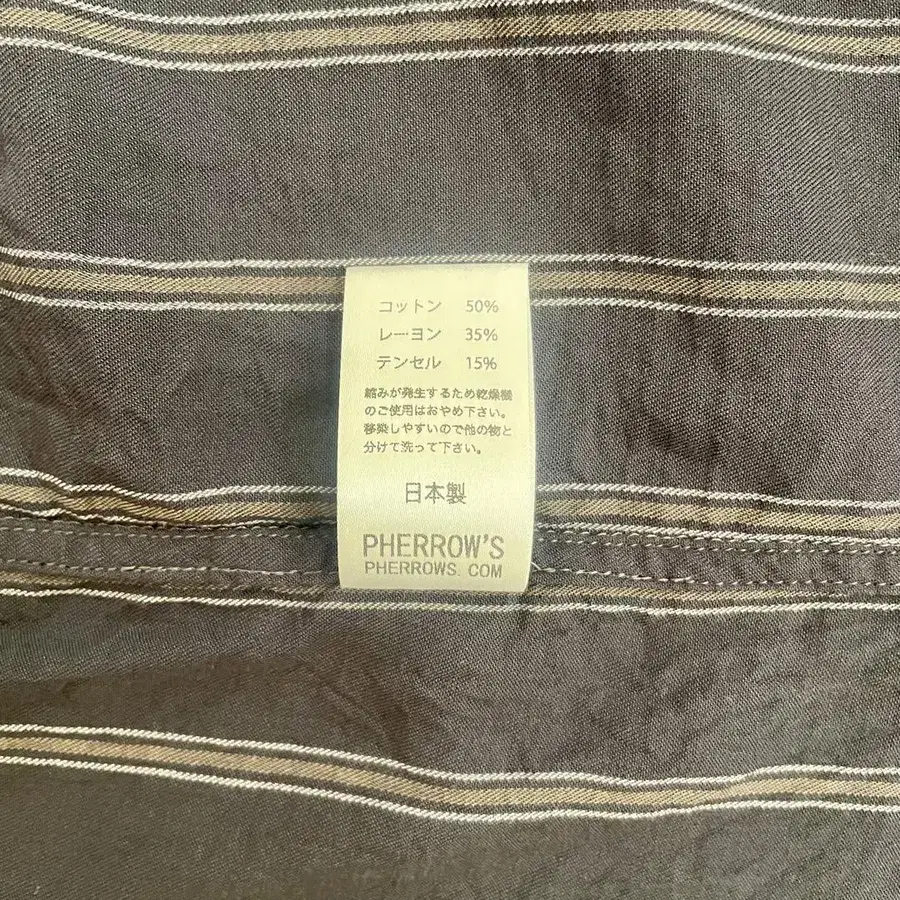 コットン 50%
レーヨン 35%
テンセル 15%
縮みが発生するため乾燥機
のご使用はおやめ下さい。
移染しやすいので他の物と
分けて洗って下さい。
日本製
PHERROW'S
PHERROWS. COM